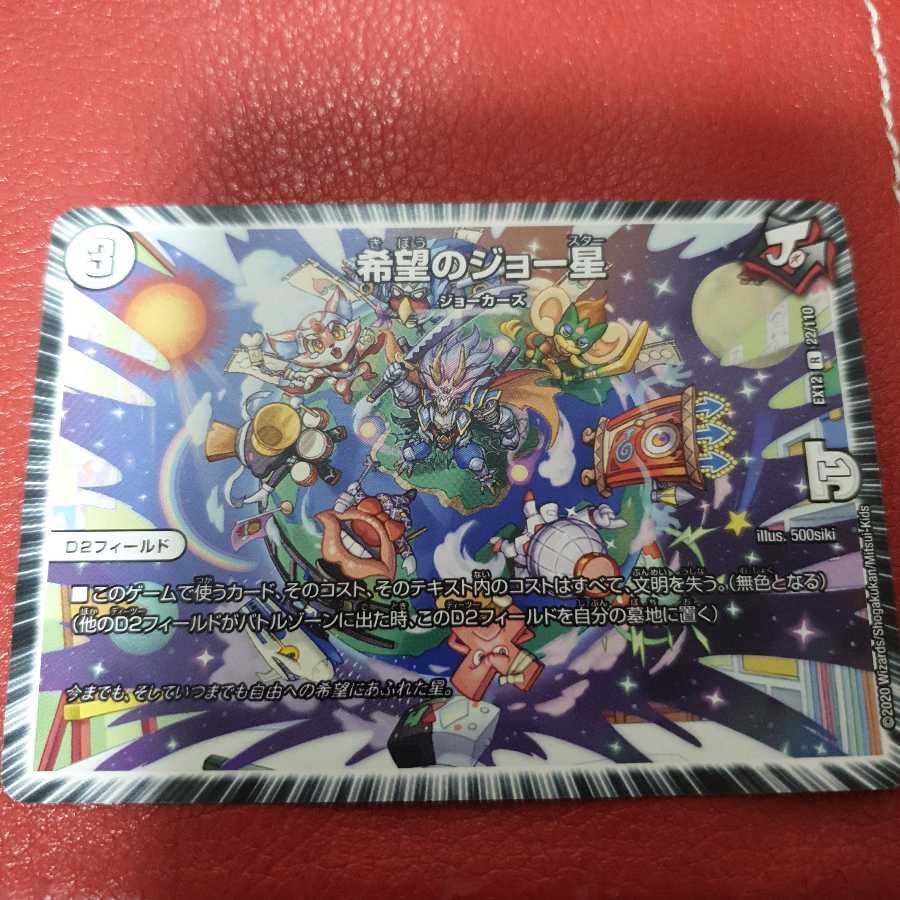 3
希望のジョー星
きぼう
スター
ジョーカーズ
J
EX12 R 22/110
1
D2フィールド
illus. 500siki
■このゲームで使うカード、そのコスト、そのテキスト内のコストはすべて、文明を失う。(無色となる)
(他のD2フィールドがバトルゾーンに出た時、このD2フィールドを自分の墓地に置く)
今までも、そしていつまでも自由への希望にあふれた星。
©2020 Wizards/Shogakukan/Mitsui-Kids